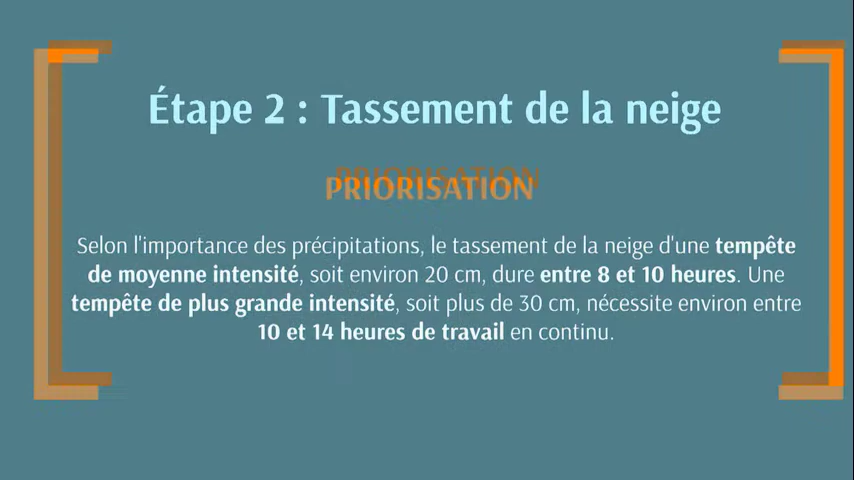 Étape 2 : Tassement de la neige
PRIORISATION
Selon l'importance des précipitations, le tassement de la neige d'une tempête
de moyenne intensité, soit environ 20 cm, dure entre 8 et 10 heures. Une
tempête de plus grande intensité, soit plus de 30 cm, nécessite environ entre
10 et 14 heures de travail en continu.